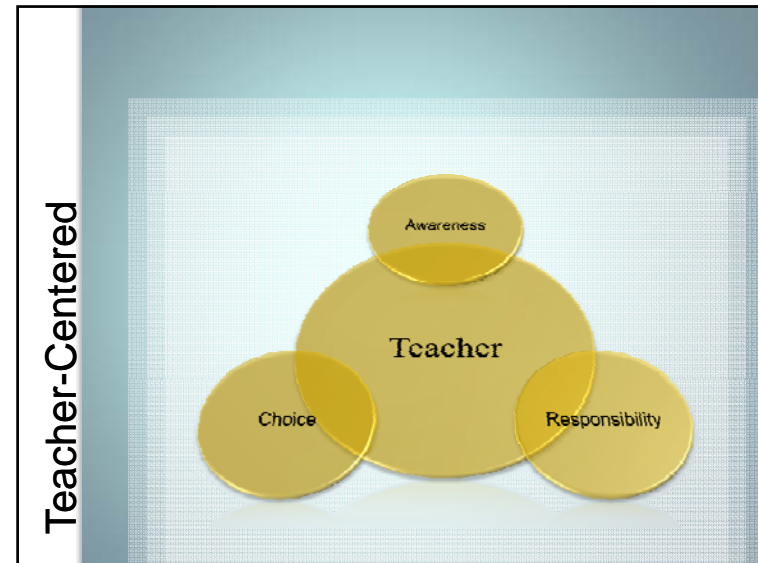 Teacher-Centered
Awareness
Teacher
Choice
Responsibility